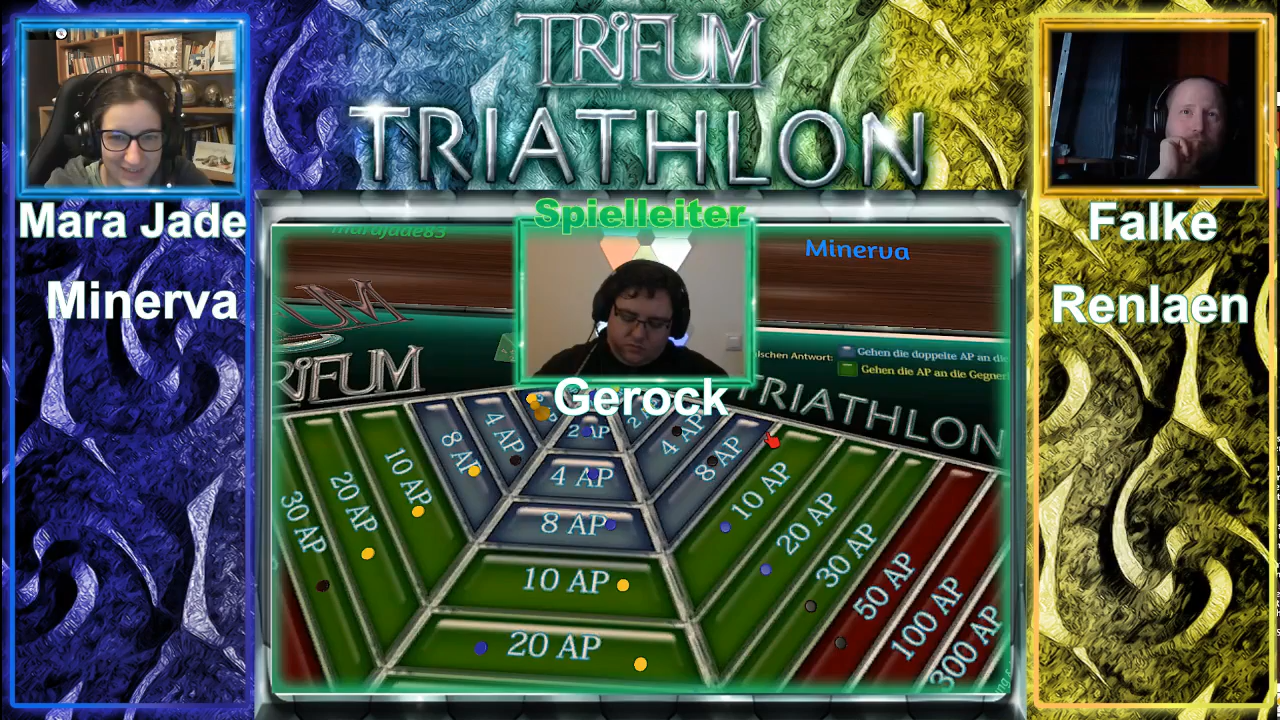 TRiFUM
TRIATHLON
Mara Jade
Minerva
Spielleiter
Gerock
Falke
Renlaen
marajade83
Minerva
UM
TRiFUM
TRIATHLON
Antwort:
Gehen die doppelte AP an die
Gehen die AP an die Gegner
30 AP
20 AP
10 AP
8 AP
4 AP
2 AP
4 AP
8 AP
10 AP
20 AP
4 AP
8 AP
10 AP
20 AP
30 AP
50 AP
100 AP
300 AP